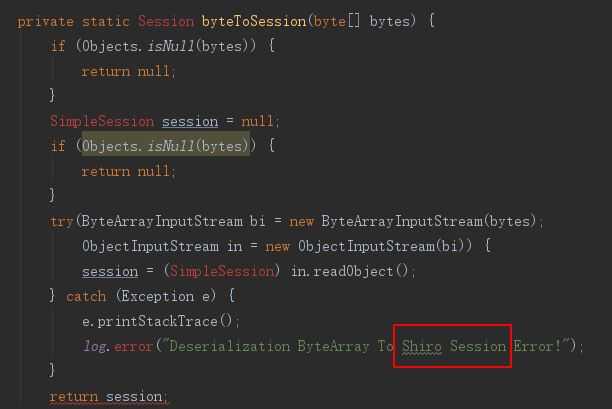 private static Session byteToSession(byte[] bytes) {
if (Objects.isNull(bytes)) {
return null;
}
SimpleSession session = null;
if (Objects.isNull(bytes)) {
return null;
}
try(ByteArrayInputStream bi = new ByteArrayInputStream(bytes);
ObjectInputStream in = new ObjectInputStream(bi)) {
session = (SimpleSession) in.readObject();
} catch (Exception e) {
e.printStackTrace();
log.error("Deserialization ByteArray To Shiro Session Error!");
}
return session;